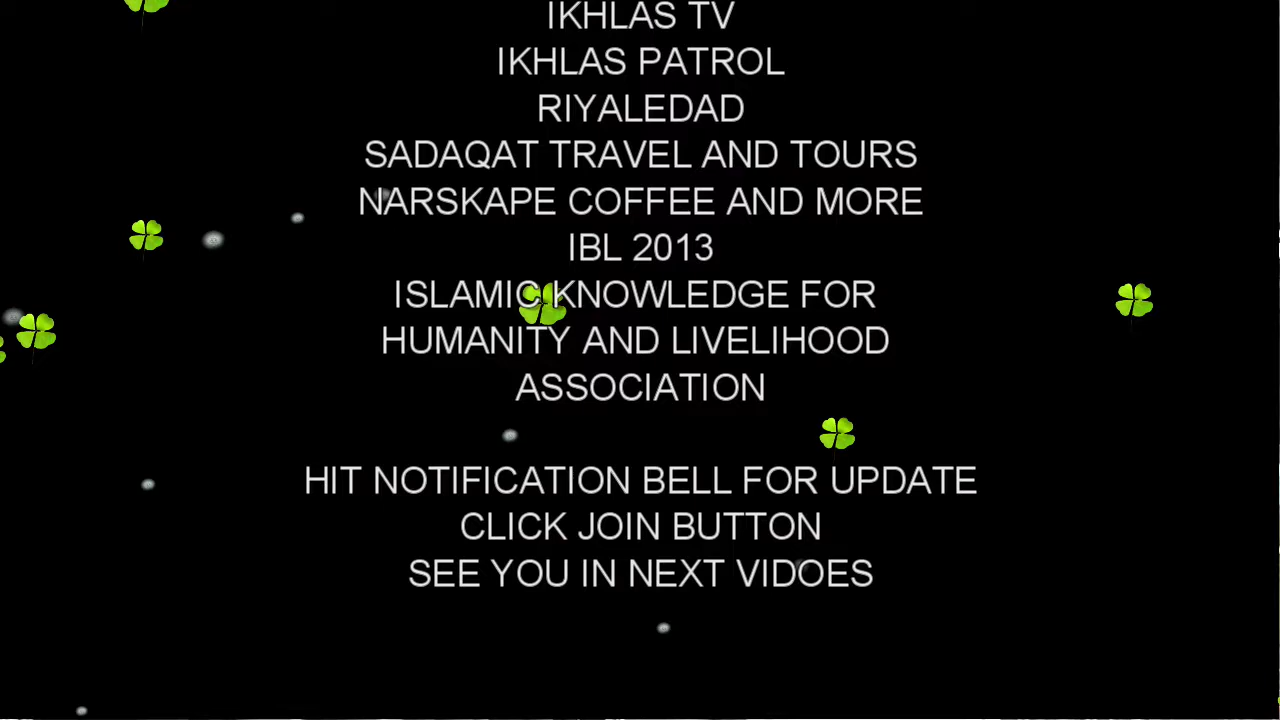 IKHLAS TV
IKHLAS PATROL
RIYALEDAD
SADAQAT TRAVEL AND TOURS
NARSKAPE COFFEE AND MORE
IBL 2013
ISLAMIC KNOWLEDGE FOR
HUMANITY AND LIVELIHOOD
ASSOCIATION
HIT NOTIFICATION BELL FOR UPDATE
CLICK JOIN BUTTON
SEE YOU IN NEXT VIDOES